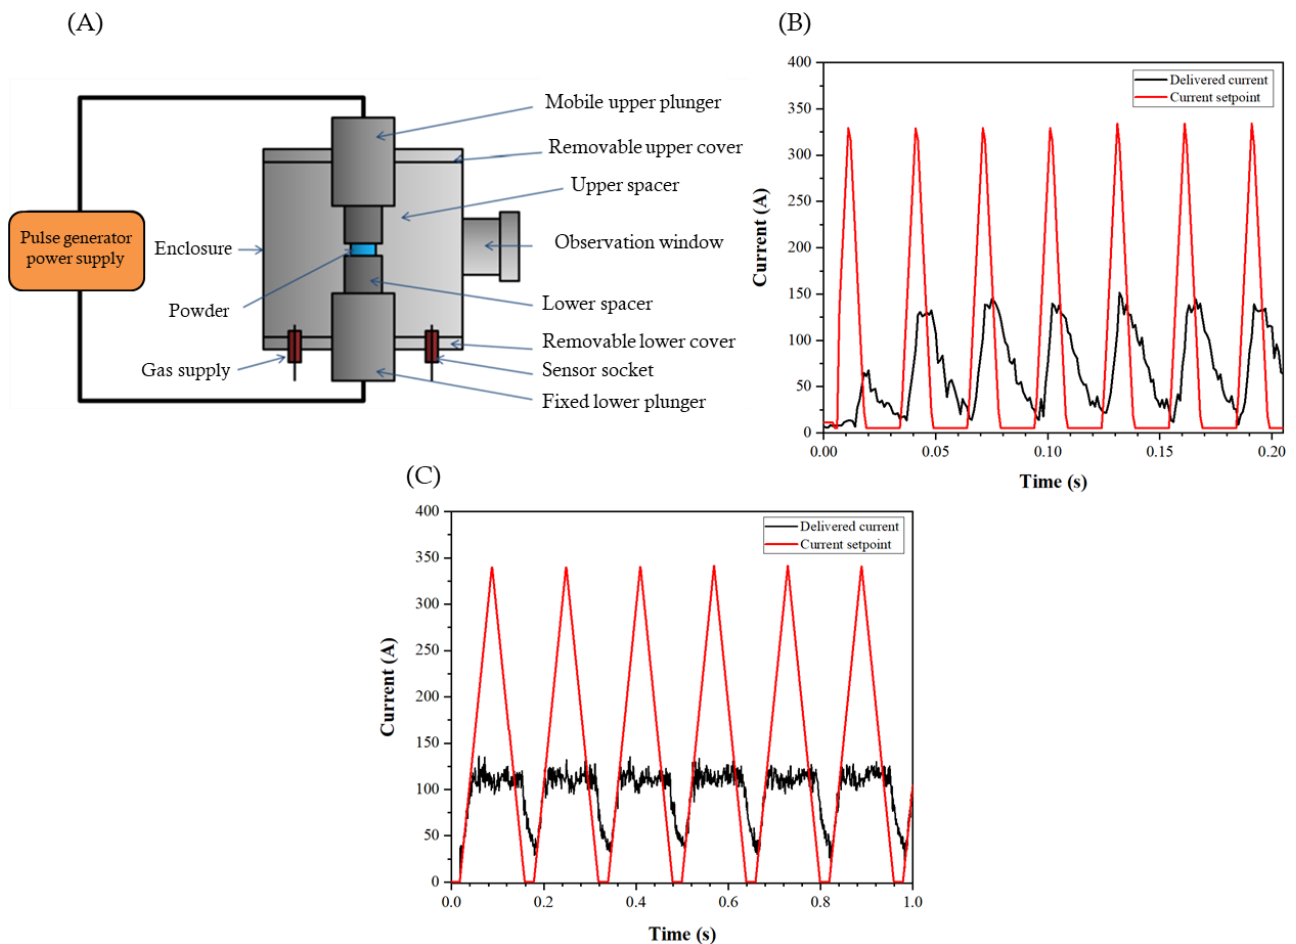 (A)
Mobile upper plunger
Removable upper cover
Upper spacer
Pulse generator
power supply
Enclosure
Observation window
Powder
Lower spacer
Removable lower cover
Gas supply
Sensor socket
Fixed lower plunger
(B)
400
350
300
250
200
150
100
50
0
Current (A)
Delivered current
Current setpoint
0.00
0.05
0.10
0.15
0.20
Time (s)
(C)
400
350
300
250
200
150
100
50
0
Current (A)
Delivered current
Current setpoint
0.0
0.2
0.4
0.6
0.8
1.0
Time (s)